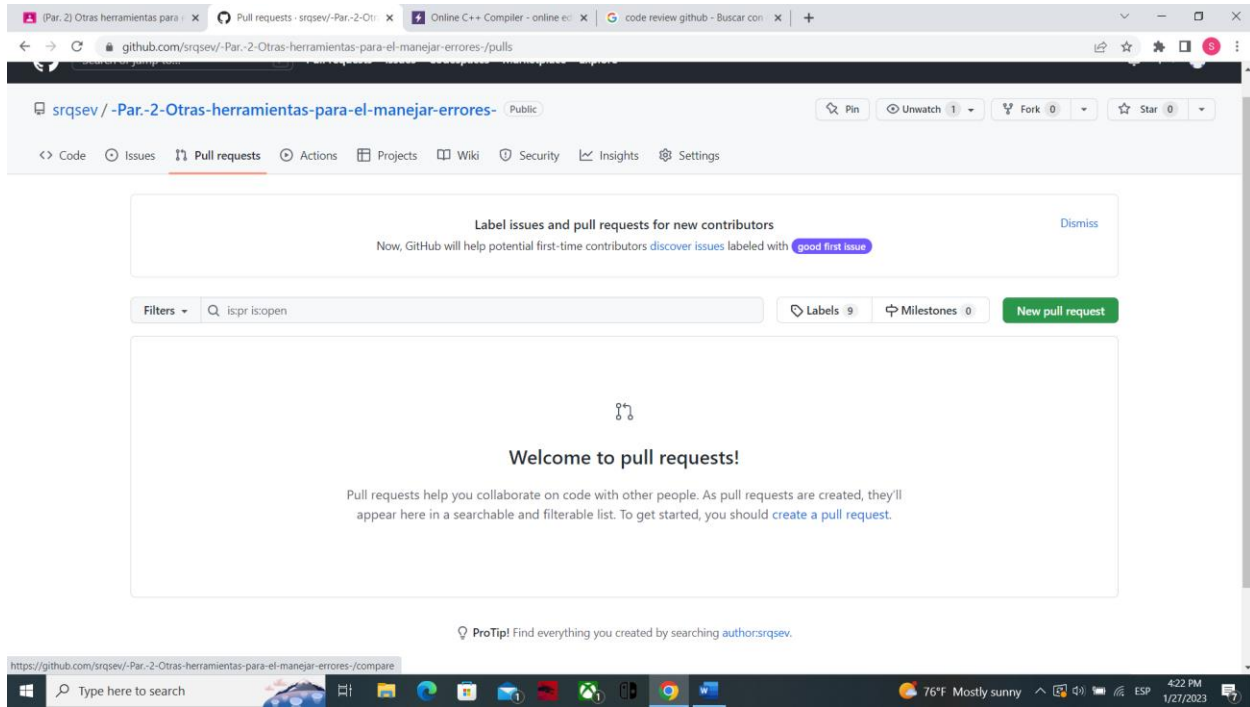 (Par. 2) Otras herramientas para
Pull requests · srqsev/-Par.-2-Ot
Online C++ Compiler - online ed
code review github - Buscar con
github.com/srqsev/-Par.-2-Otras-herramientas-para-el-manejar-errores-/pulls
S
srqsev / -Par.-2-Otras-herramientas-para-el-manejar-errores- Public
Pin Unwatch 1 Fork 0 Star 0
Code Issues Pull requests Actions Projects Wiki Security Insights Settings
Label issues and pull requests for new contributors Dismiss
Now, GitHub will help potential first-time contributors discover issues labeled with good first issue
Filters is:pr is:open Labels 9 Milestones 0 New pull request
Welcome to pull requests!
Pull requests help you collaborate on code with other people. As pull requests are created, they'll
appear here in a searchable and filterable list. To get started, you should create a pull request.
ProTip! Find everything you created by searching author:srqsev.
https://github.com/srqsev/-Par.-2-Otras-herramientas-para-el-manejar-errores-/compare
Type here to search
76°F Mostly sunny ESP
4:22 PM
1/27/2023